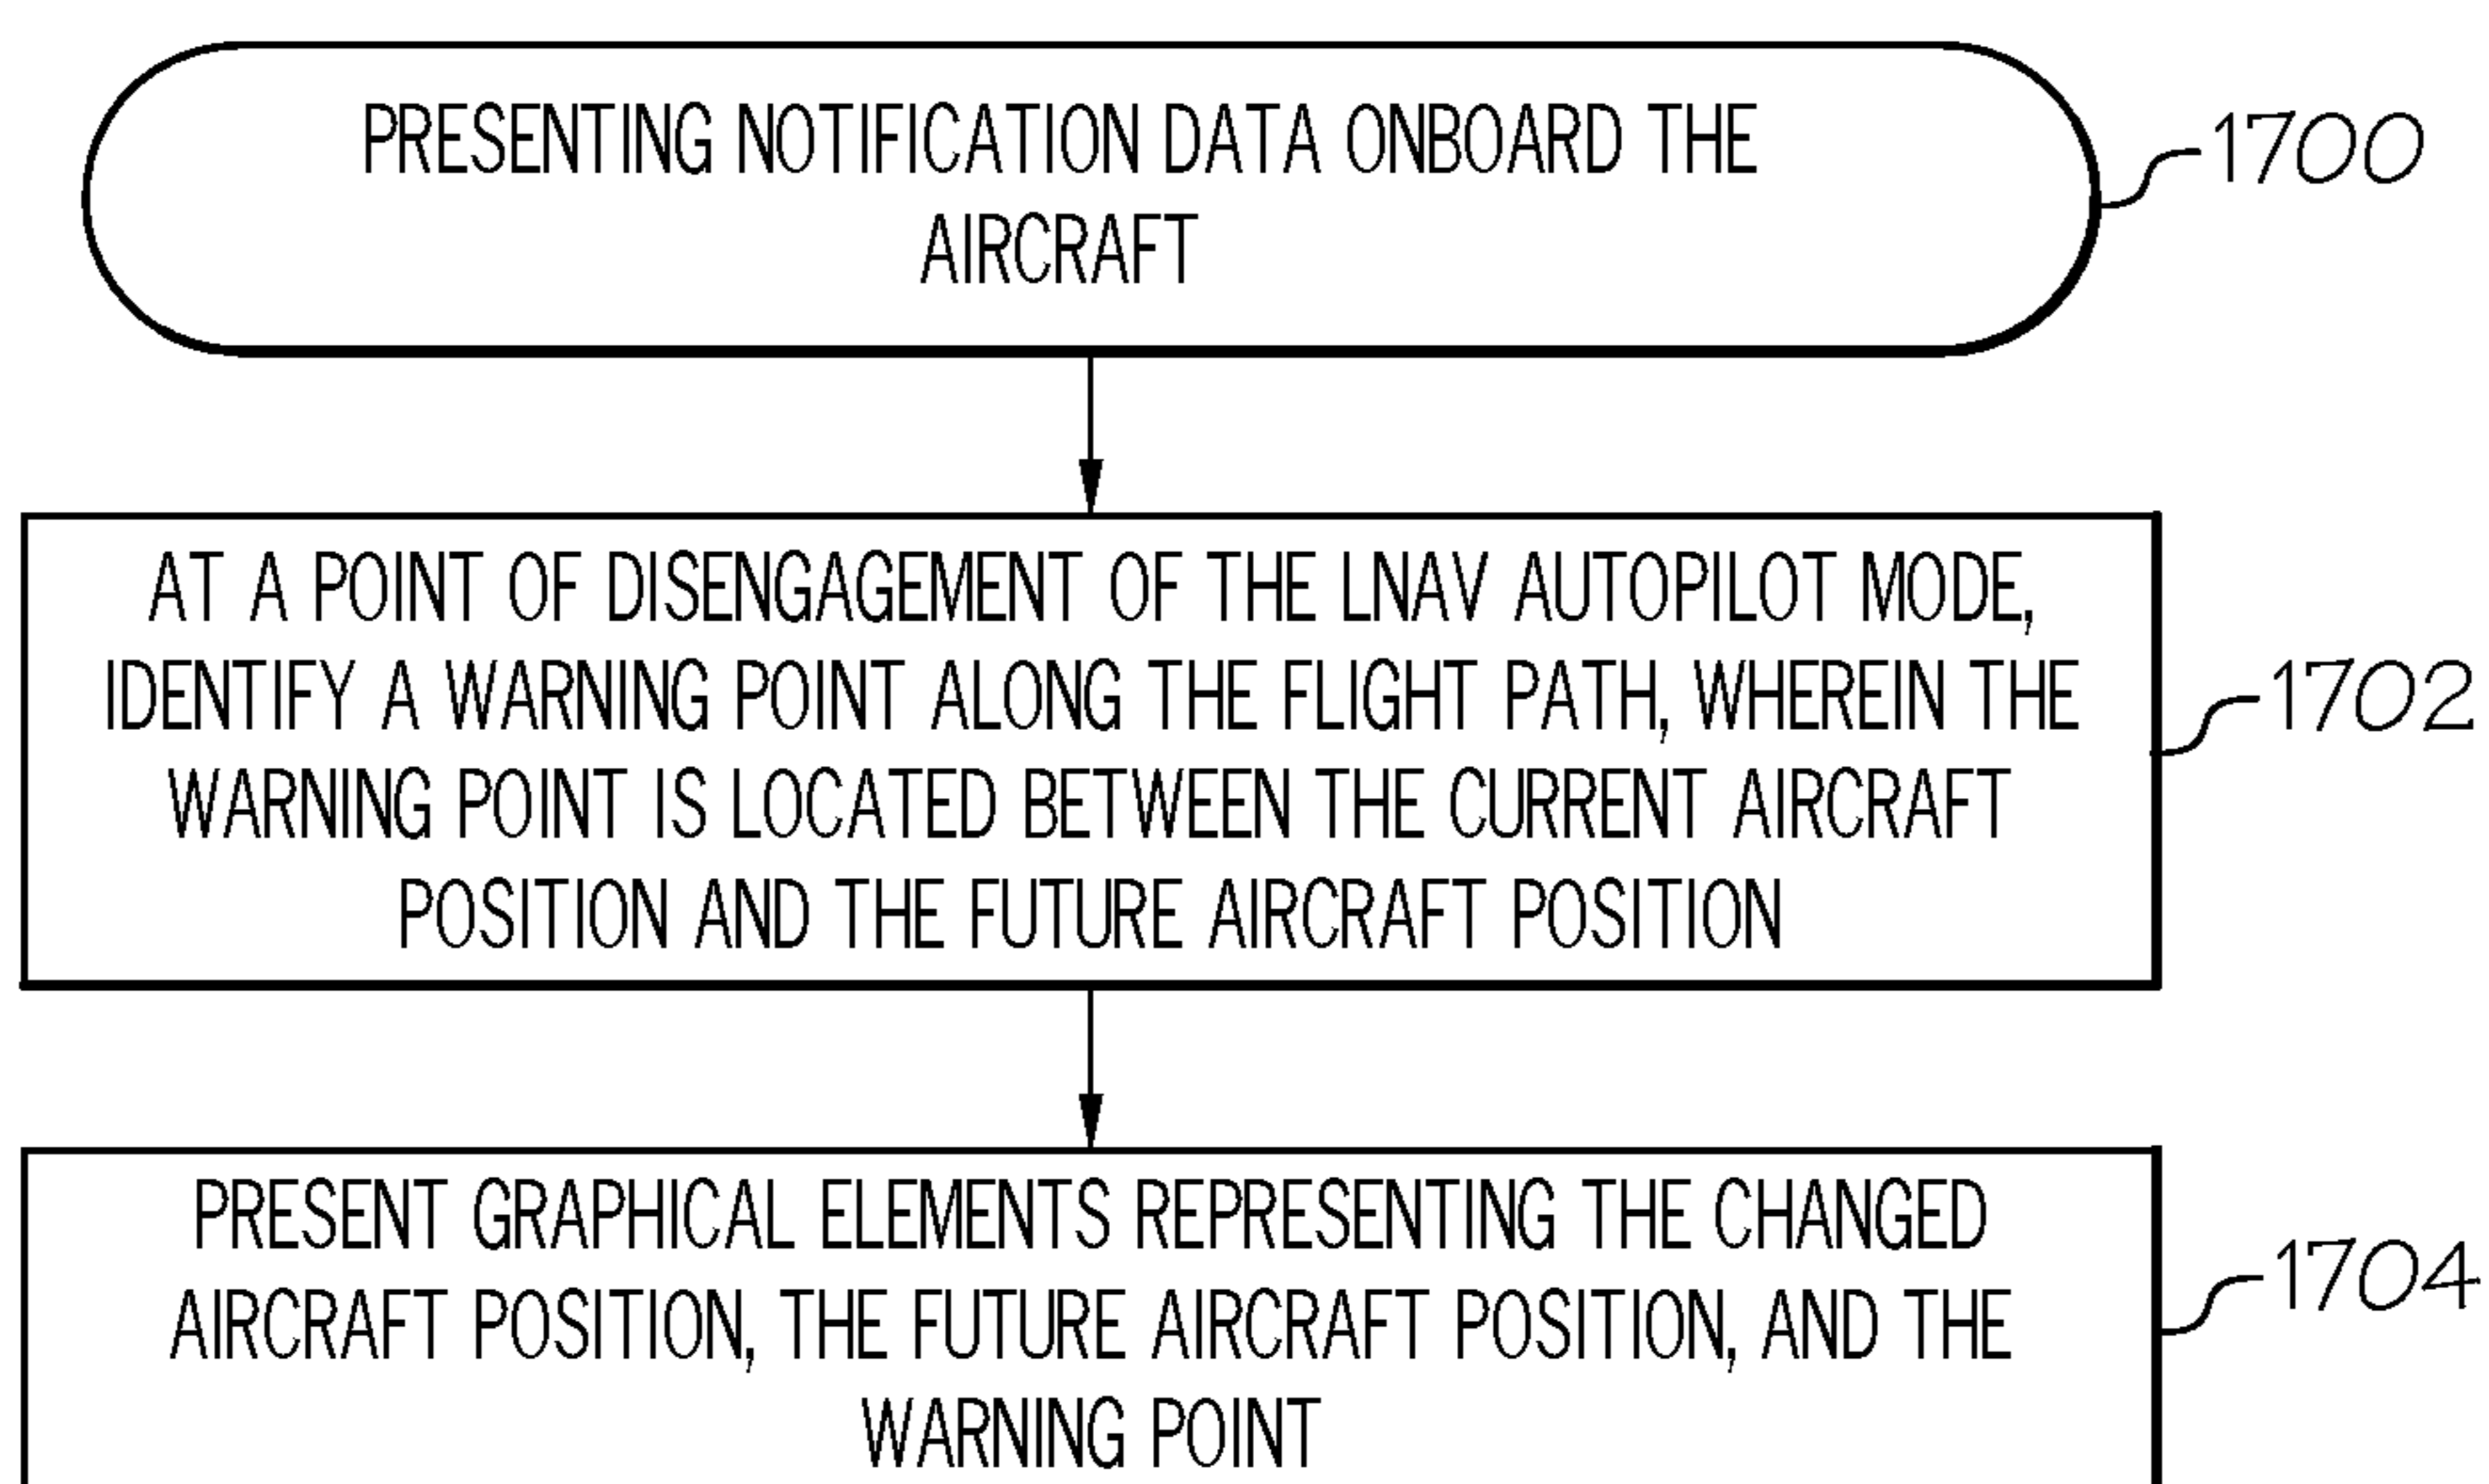 PRESENTING NOTIFICATION DATA ONBOARD THE
AIRCRAFT
1700
AT A POINT OF DISENGAGEMENT OF THE LNAV AUTOPILOT MODE,
IDENTIFY A WARNING POINT ALONG THE FLIGHT PATH, WHEREIN THE
WARNING POINT IS LOCATED BETWEEN THE CURRENT AIRCRAFT
POSITION AND THE FUTURE AIRCRAFT POSITION
1702
PRESENT GRAPHICAL ELEMENTS REPRESENTING THE CHANGED
AIRCRAFT POSITION, THE FUTURE AIRCRAFT POSITION, AND THE
WARNING POINT
1704